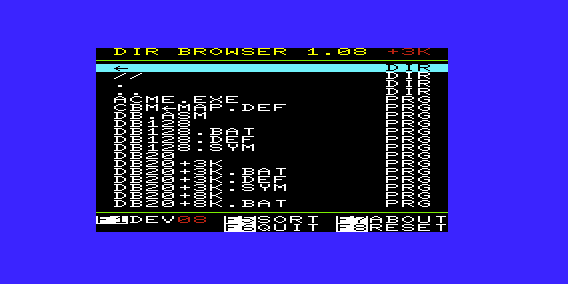 DIR BROWSER 1.08 +3K
← DIR
// DIR
. DIR
.. DIR
ACME.EXE PRG
CBM←MAP.DEF PRG
DB.ASM PRG
DB128 PRG
DB128.BAT PRG
DB128.DEF PRG
DB128.SYM PRG
DB20 PRG
DB20+3K PRG
DB20+3K.BAT PRG
DB20+3K.DEF PRG
DB20+3K.SYM PRG
DB20+8K PRG
DB20+8K.BAT PRG
F1DEV08 F5SORT F7ABOUT
F6QUIT F8RESET